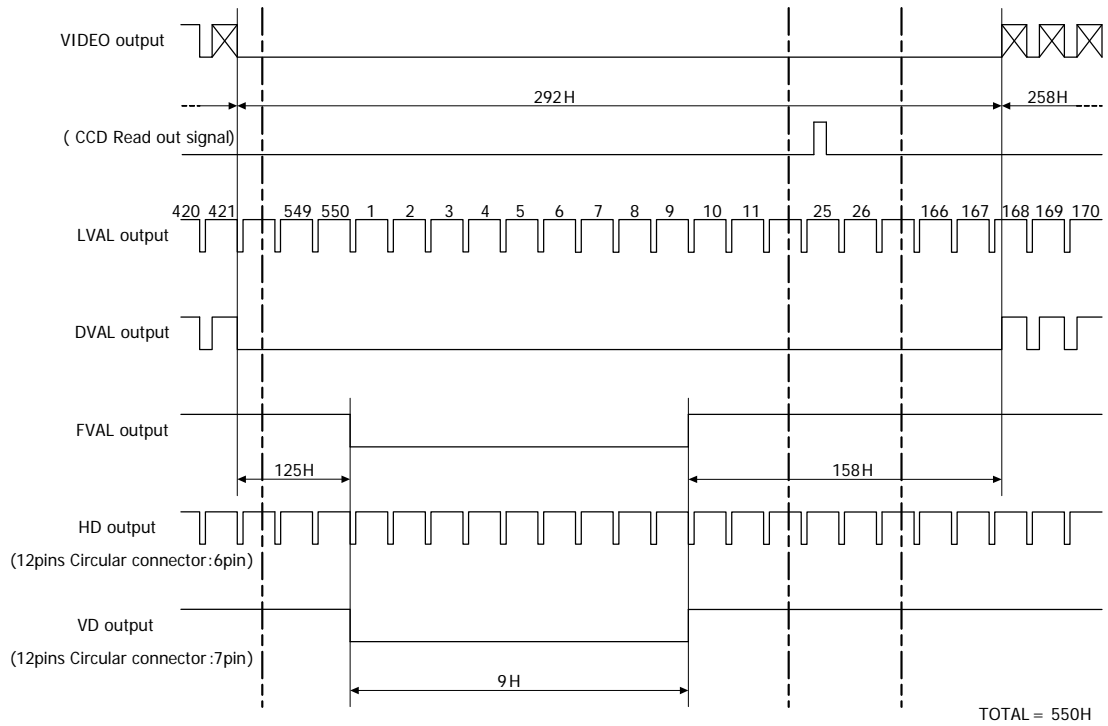 VIDEO output
292H
258H
( CCD Read out signal)
420 421 549 550 1 2 3 4 5 6 7 8 9 10 11 25 26 166 167 168 169 170
LVAL output
DVAL output
FVAL output
125H
158H
HD output
(12pins Circular connector:6pin)
VD output
(12pins Circular connector:7pin)
9H
TOTAL = 550H